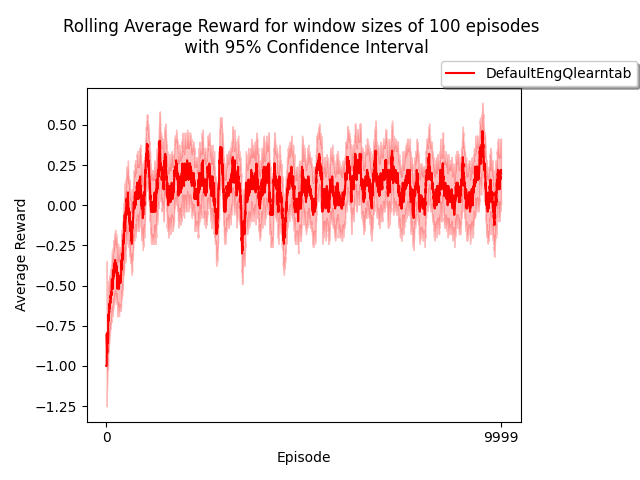 Rolling Average Reward for window sizes of 100 episodes
with 95% Confidence Interval
DefaultEngQlearntab
0.50
0.25
0.00
−0.25
−0.50
−0.75
−1.00
−1.25
Average Reward
0 9999
Episode